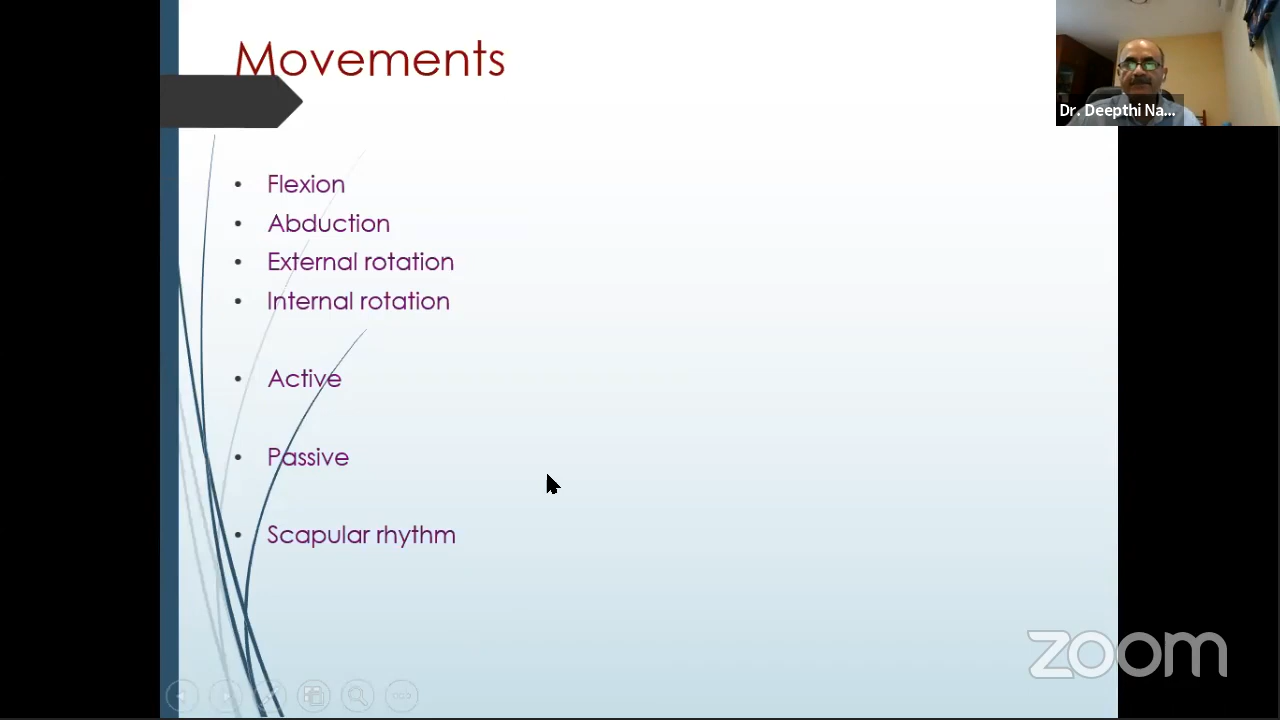 Movements
Dr. Deepthi Na...
• Flexion
• Abduction
• External rotation
• Internal rotation
• Active
• Passive
• Scapular rhythm
zoom